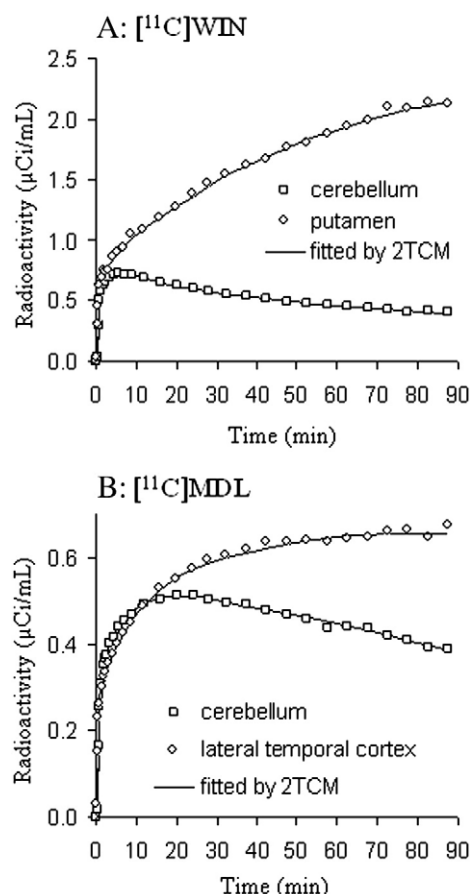 A: [¹¹C]WIN
Radioactivity (μCi/mL)
2.5
2.0
1.5
1.0
0.5
0.0
cerebellum
putamen
fitted by 2TCM
0 10 20 30 40 50 60 70 80 90
Time (min)
B: [¹¹C]MDL
Radioactivity (μCi/mL)
0.6
0.4
0.2
0.0
cerebellum
lateral temporal cortex
fitted by 2TCM
0 10 20 30 40 50 60 70 80 90
Time (min)